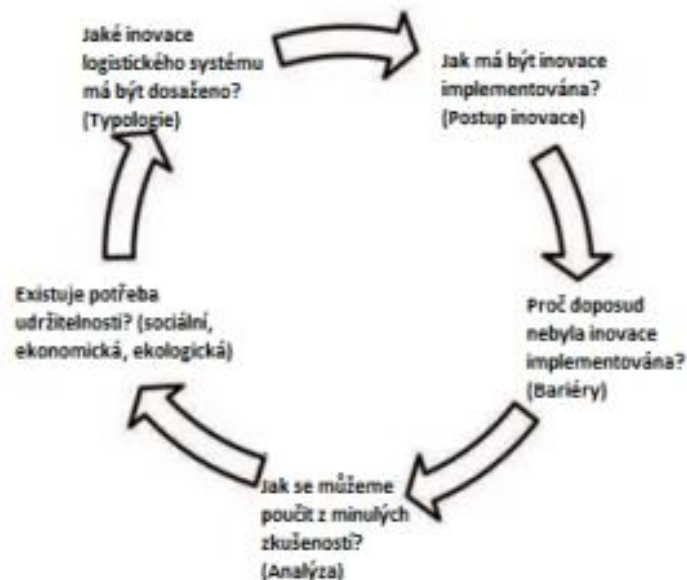 Jaké inovace
logistického systému
má být dosaženo?
(Typologie)
Jak má být inovace
implementována?
(Postup inovace)
Proč doposud
nebyla inovace
implementována?
(Bariéry)
Jak se můžeme
poučit z minulých
zkušeností?
(Analýza)
Existuje potřeba
udržitelnosti? (sociální,
ekonomická, ekologická)